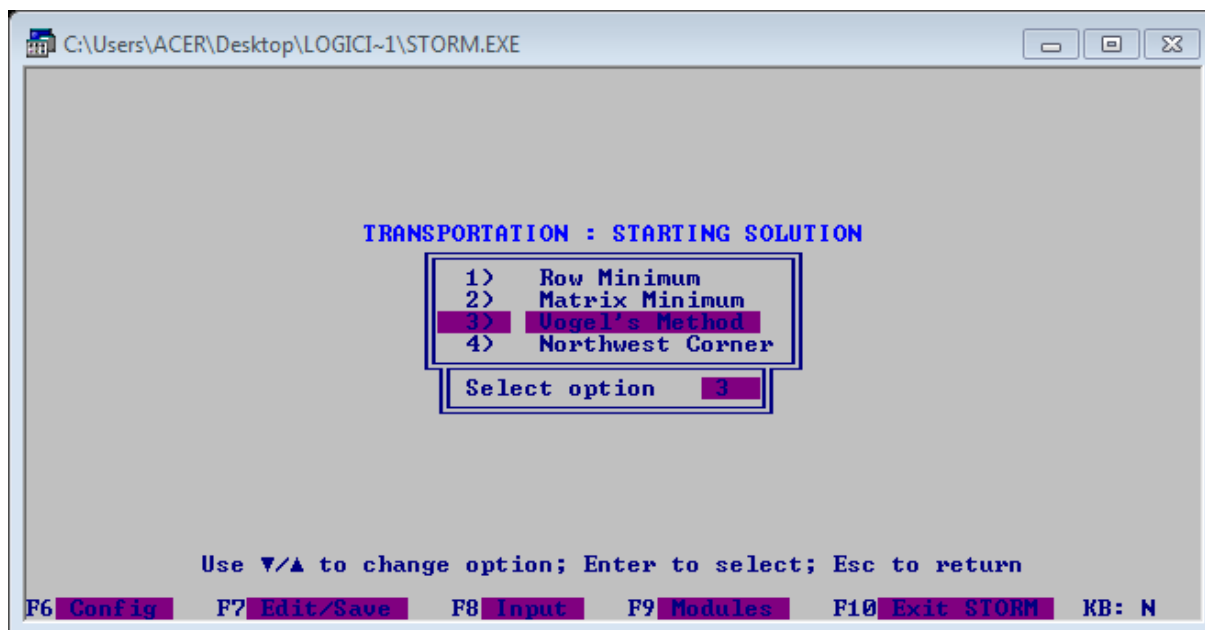 C:\Users\ACER\Desktop\LOGICI~1\STORM.EXE
TRANSPORTATION : STARTING SOLUTION
1) Row Minimum
2) Matrix Minimum
3) Vogel's Method
4) Northwest Corner
Select option 3
Use ▼/▲ to change option; Enter to select; Esc to return
F6 Config F7 Edit/Save F8 Input F9 Modules F10 Exit STORM KB: N